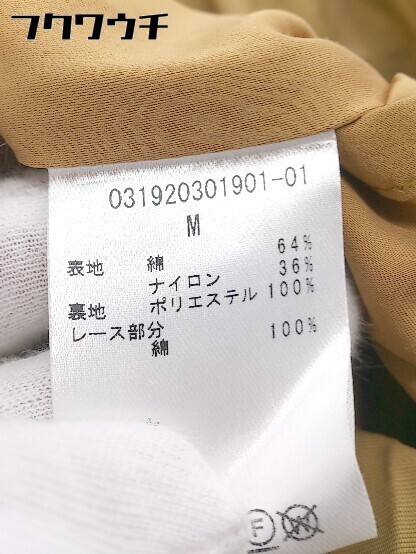 フクワウチ
031920301901-01
M
表地 綿 64%
ナイロン 36%
裏地 ポリエステル 100%
レース部分
綿 100%
F W